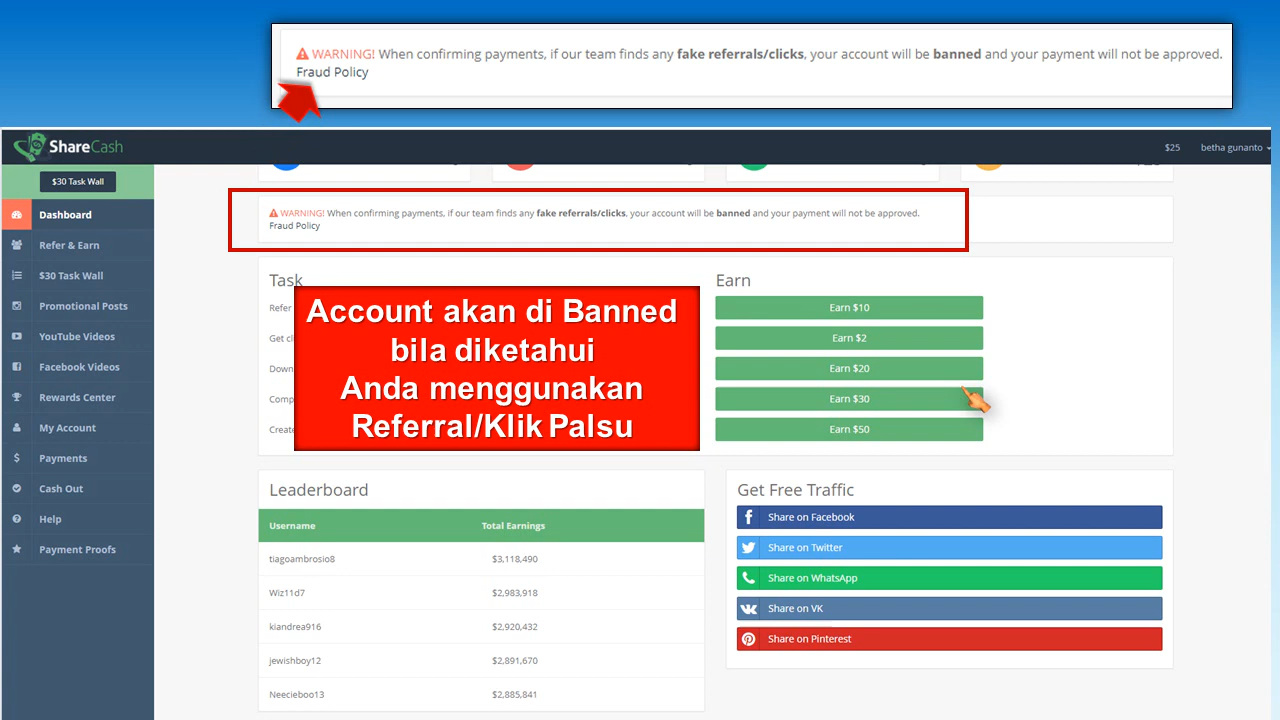 WARNING! When confirming payments, if our team finds any fake referrals/clicks, your account will be banned and your payment will not be approved.
Fraud Policy
ShareCash
$25
betha gunanto
$30 Task Wall
Dashboard
Refer & Earn
$30 Task Wall
Promotional Posts
YouTube Videos
Facebook Videos
Rewards Center
My Account
Payments
Cash Out
Help
Payment Proofs
WARNING! When confirming payments, if our team finds any fake referrals/clicks, your account will be banned and your payment will not be approved.
Fraud Policy
Task
Earn
Refer
Earn $10
Get cl
Earn $2
Down
Earn $20
Comp
Earn $30
Create
Earn $50
Account akan di Banned
bila diketahui
Anda menggunakan
Referral/Klik Palsu
Leaderboard
Username Total Earnings
tiagoambrosio8 $3,118,490
Wiz11d7 $2,983,918
kiandrea916 $2,920,432
jewishboy12 $2,891,670
Neecieboo13 $2,885,841
Get Free Traffic
Share on Facebook
Share on Twitter
Share on WhatsApp
Share on VK
Share on Pinterest